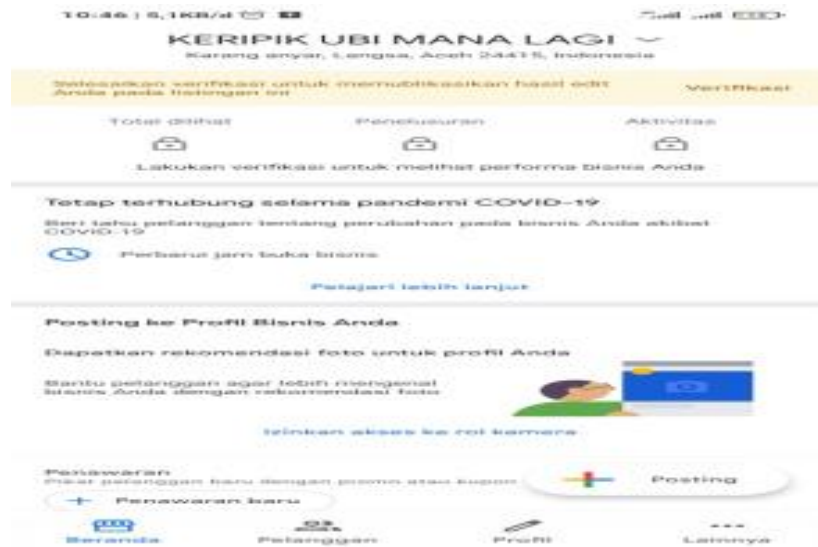 10:46 | 5,1KB/d
KERIPIK UBI MANA LAGI
Karang anyar, Langsa, Aceh 24415, Indonesia
Selesaikan verifikasi untuk memublikasikan hasil edit
Anda pada listingan ini
Verifikasi
Total dilihat Penelusuran Aktivitas
Lakukan verifikasi untuk melihat performa bisnis Anda
Tetap terhubung selama pandemi COVID-19
Beri tahu pelanggan tentang perubahan pada bisnis Anda akibat
COVID-19
Perbarui jam buka bisnis
Pelajari lebih lanjut
Posting ke Profil Bisnis Anda
Dapatkan rekomendasi foto untuk profil Anda
Bantu pelanggan agar lebih mengenal
bisnis Anda dengan rekomendasi foto
Izinkan akses ke rol kamera
Penawaran
Pikat pelanggan baru dengan promo atau kupon
Posting
Penawaran baru
Beranda Pelanggan Profil Lainnya